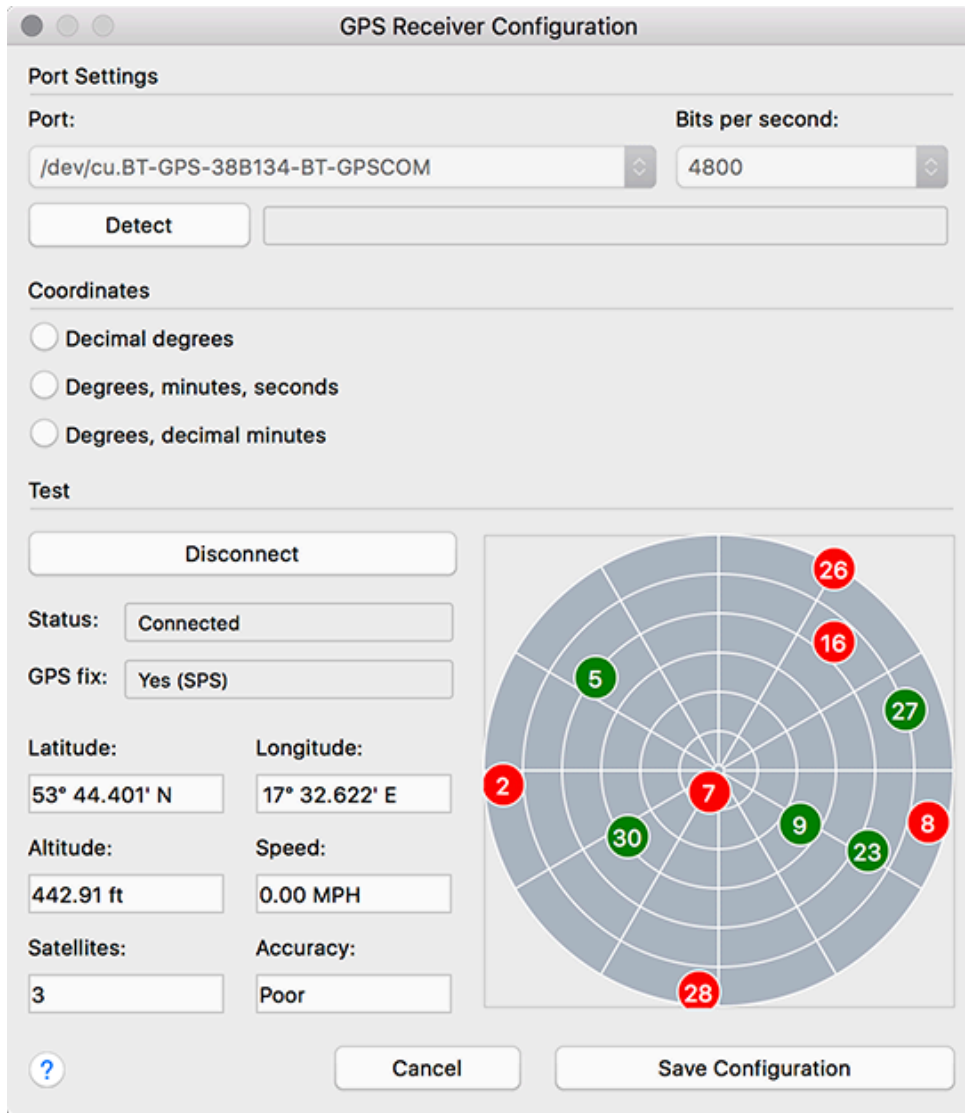 GPS Receiver Configuration
Port Settings
Port: Bits per second:
/dev/cu.BT-GPS-38B134-BT-GPSCOM 4800
Detect
Coordinates
Decimal degrees
Degrees, minutes, seconds
Degrees, decimal minutes
Test
Disconnect
Status: Connected
GPS fix: Yes (SPS)
Latitude: Longitude:
53° 44.401' N 17° 32.622' E
Altitude: Speed:
442.91 ft 0.00 MPH
Satellites: Accuracy:
3 Poor
26
16
5
27
2
7
9
8
30
23
28
? Cancel Save Configuration